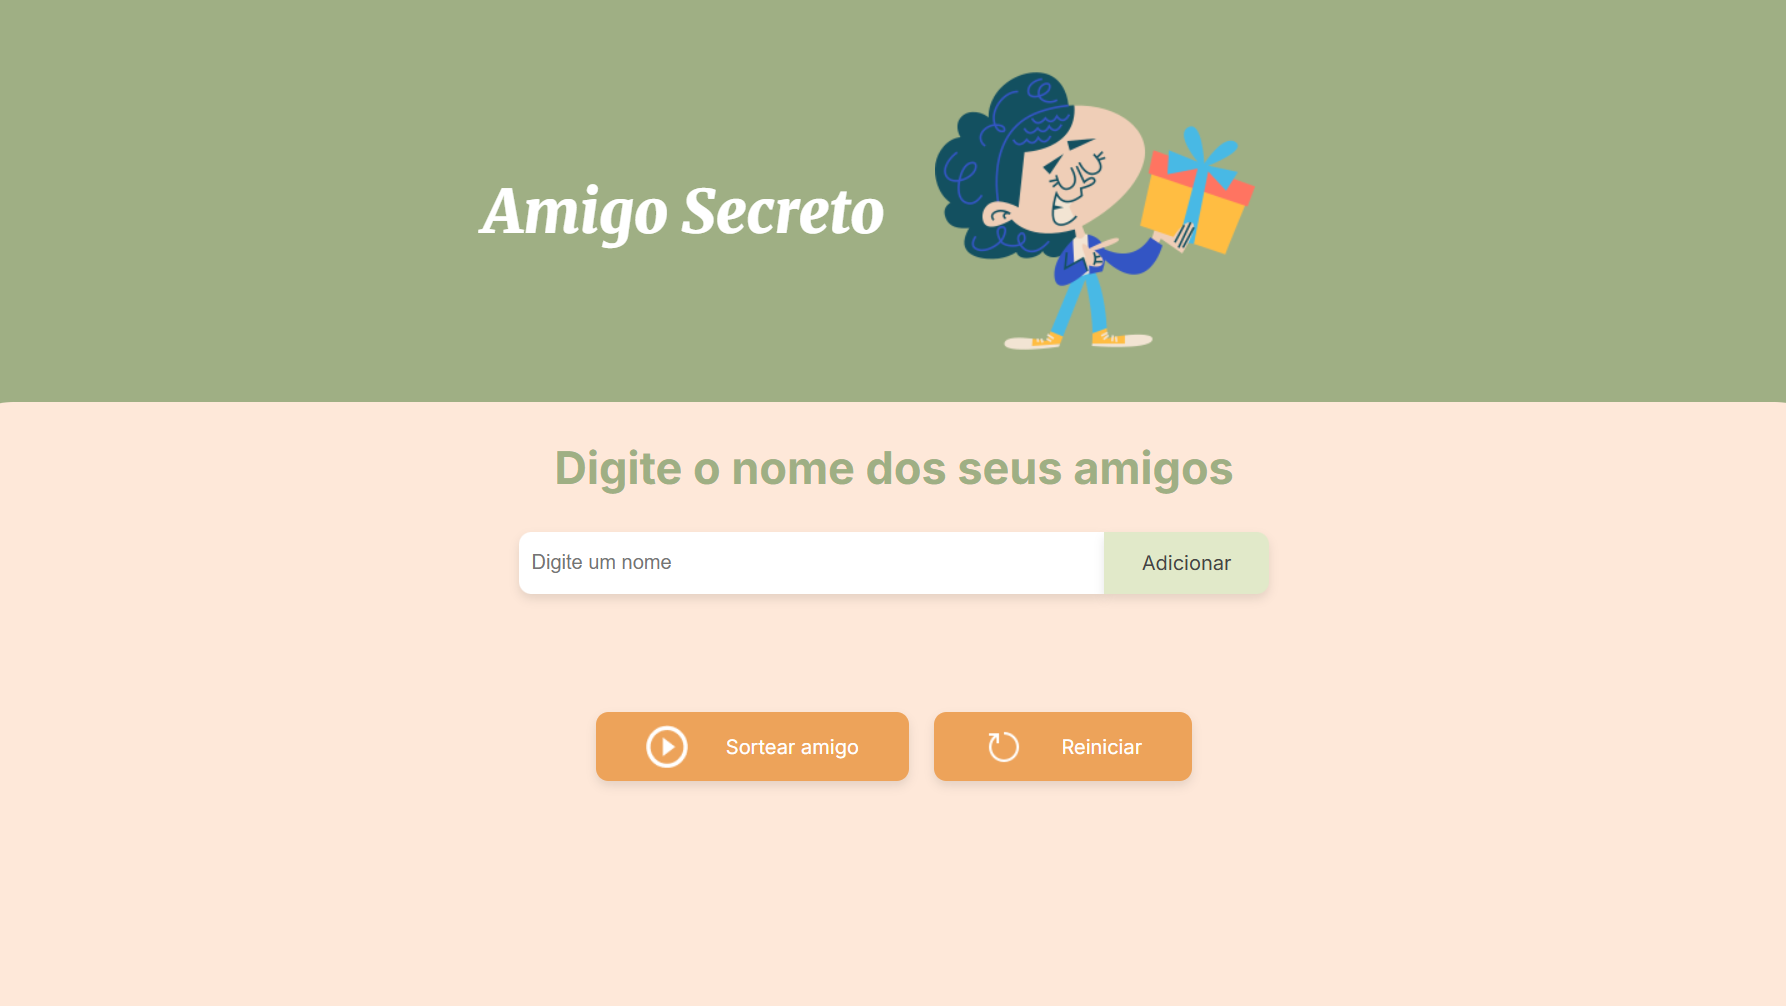 Amigo Secreto
Digite o nome dos seus amigos
Digite um nome
Adicionar
Sortear amigo
Reiniciar